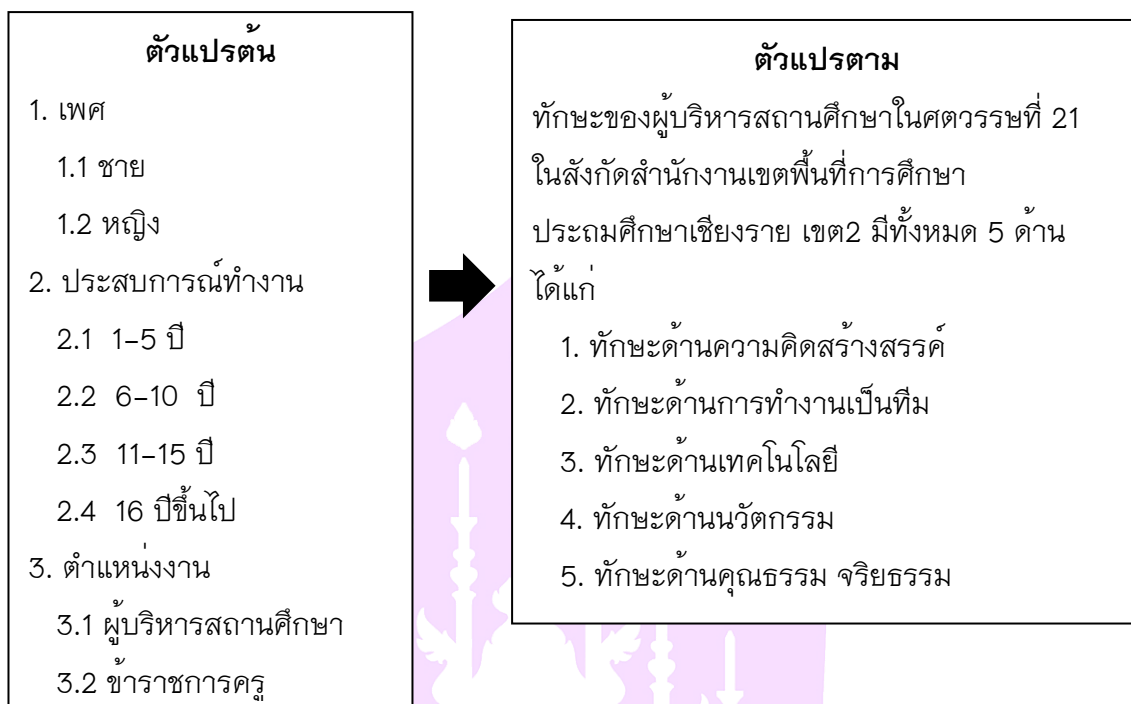 ตัวแปรต้น
1. เพศ
1.1 ชาย
1.2 หญิง
2. ประสบการณ์ทำงาน
2.1 1-5 ปี
2.2 6-10 ปี
2.3 11-15 ปี
2.4 16 ปีขึ้นไป
3. ตำแหน่งงาน
3.1 ผู้บริหารสถานศึกษา
3.2 ข้าราชการครู
ตัวแปรตาม
ทักษะของผู้บริหารสถานศึกษาในศตวรรษที่ 21
ในสังกัดสำนักงานเขตพื้นที่การศึกษา
ประถมศึกษาเชียงราย เขต2 มีทั้งหมด 5 ด้าน
ได้แก่
1. ทักษะด้านความคิดสร้างสรรค์
2. ทักษะด้านการทำงานเป็นทีม
3. ทักษะด้านเทคโนโลยี
4. ทักษะด้านนวัตกรรม
5. ทักษะด้านคุณธรรม จริยธรรม